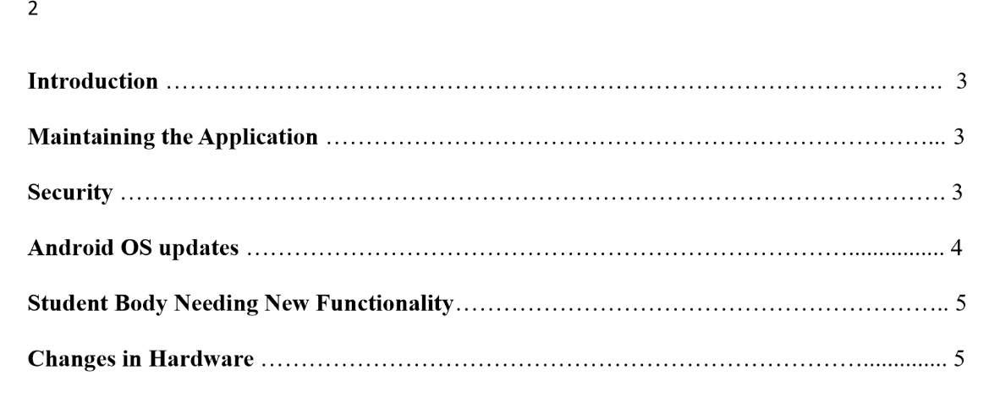 2
Introduction …………………………………………………………………………………….  3
Maintaining the Application …………………………………………………………………... 3
Security ………………………………………………………………………………………. 3
Android OS updates …………………………………………………………………................ 4
Student Body Needing New Functionality…………………………………………………….. 5
Changes in Hardware …………………………………………………………………............... 5